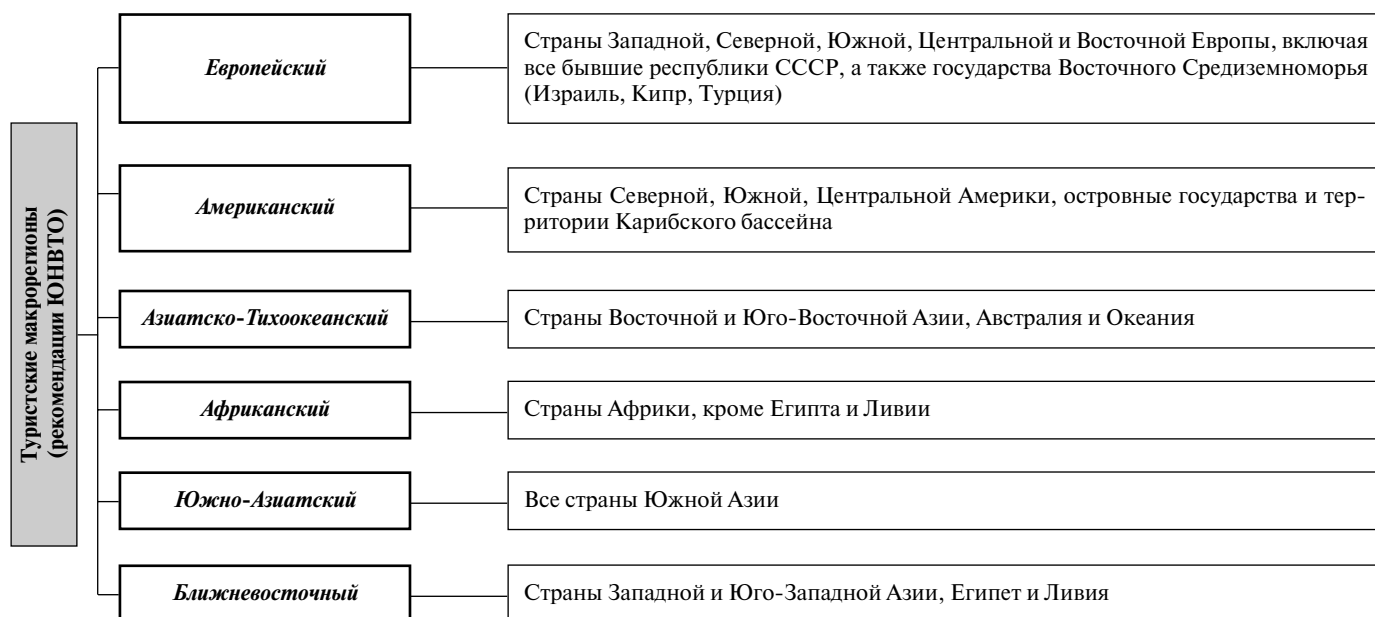 Туристские макрорегионы
(рекомендации ЮНВТО)
Европейский
Страны Западной, Северной, Южной, Центральной и Восточной Европы, включая
все бывшие республики СССР, а также государства Восточного Средиземноморья
(Израиль, Кипр, Турция)
Американский
Страны Северной, Южной, Центральной Америки, островные государства и тер-
ритории Карибского бассейна
Азиатско-Тихоокеанский
Страны Восточной и Юго-Восточной Азии, Австралия и Океания
Африканский
Страны Африки, кроме Египта и Ливии
Южно-Азиатский
Все страны Южной Азии
Ближневосточный
Страны Западной и Юго-Западной Азии, Египет и Ливия